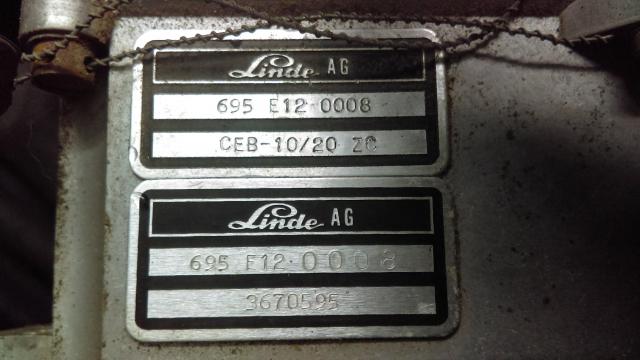 Linde AG
695 E12 0008
CEB-10/20 ZC
Linde AG
695 E12·0008
3670595